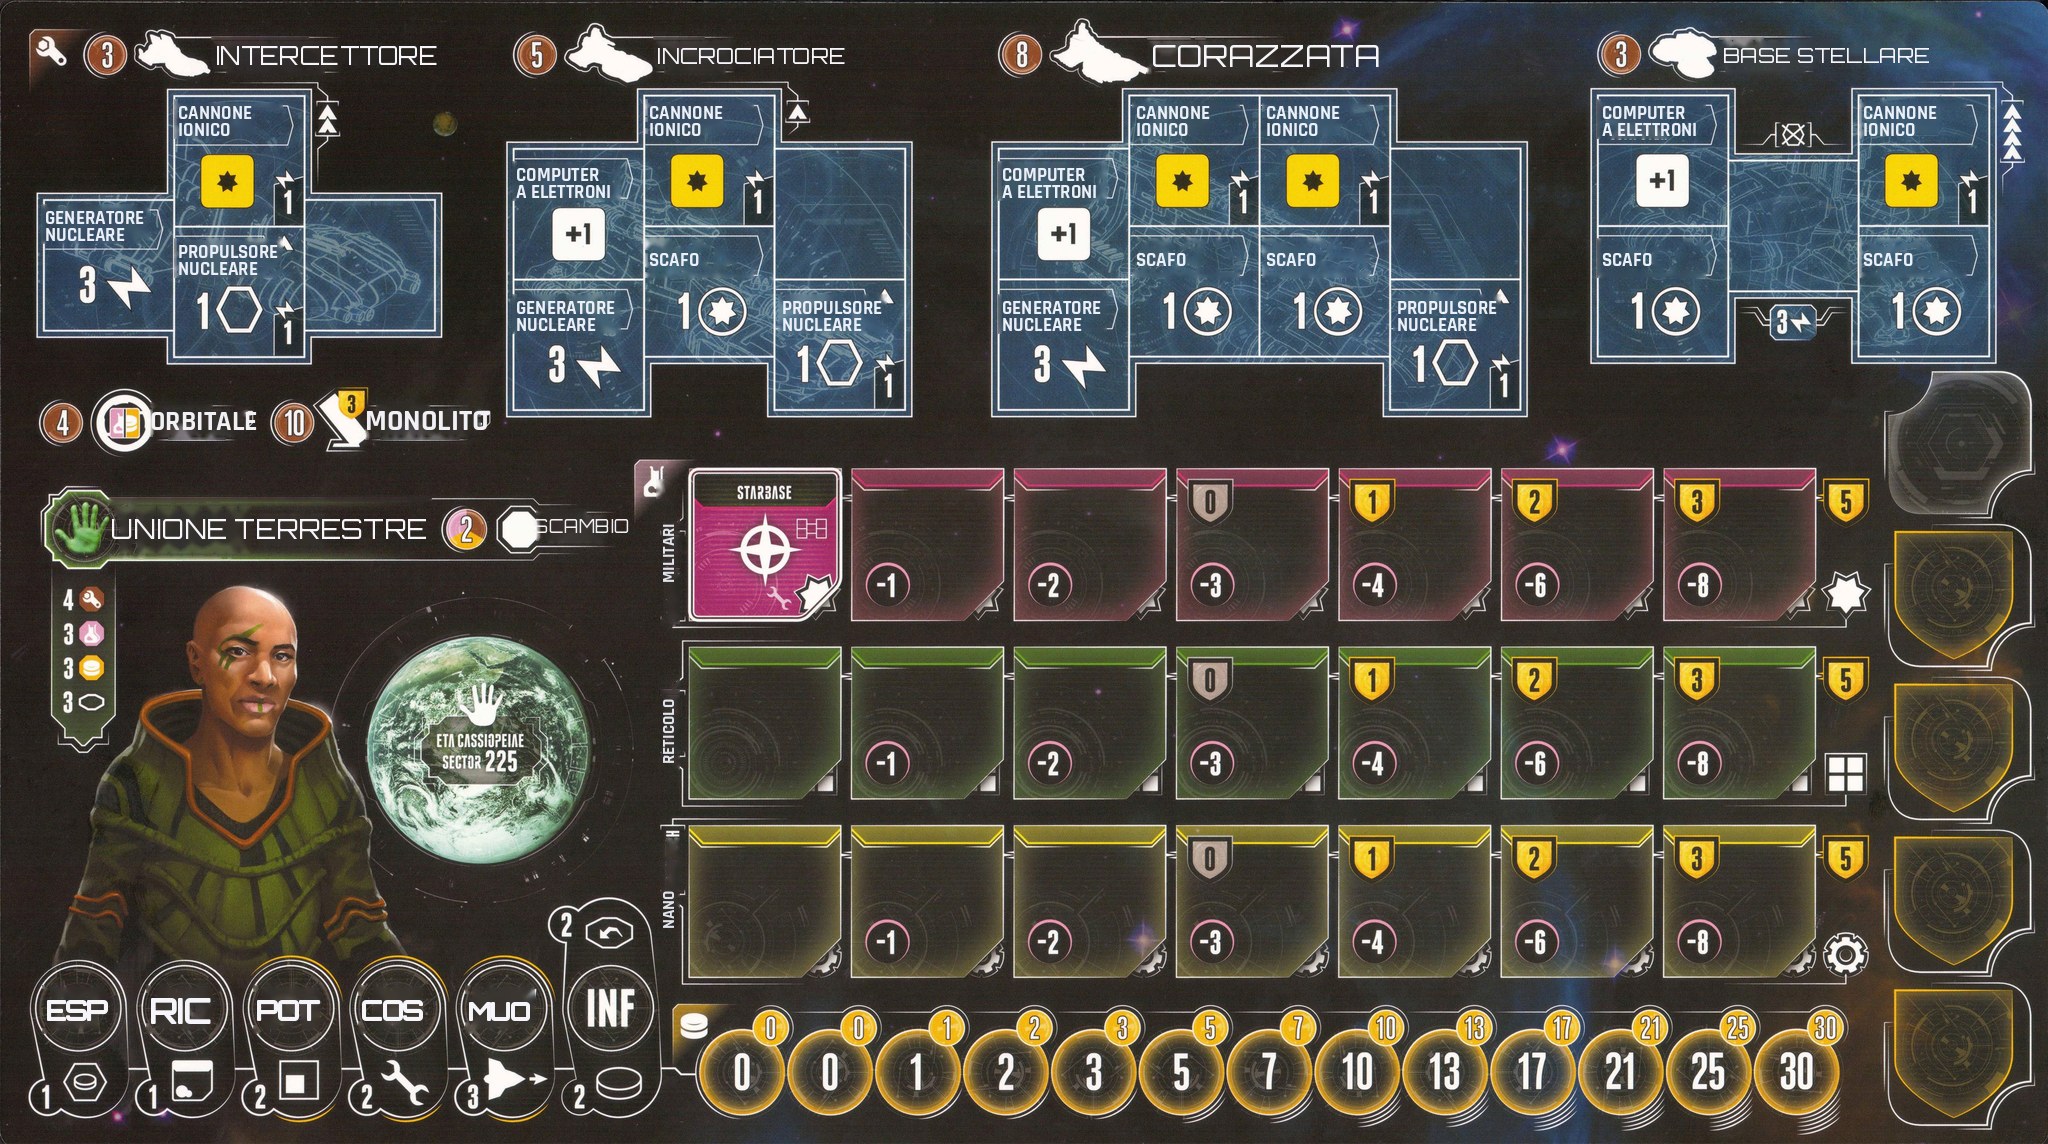 3 INTERCETTORE
5 INCROCIATORE
8 CORAZZATA
3 BASE STELLARE
CANNONE
IONICO
1
GENERATORE
NUCLEARE
3
PROPULSORE
NUCLEARE
1
1
COMPUTER
A ELETTRONI
+1
CANNONE
IONICO
1
GENERATORE
NUCLEARE
3
SCAFO
1
PROPULSORE
NUCLEARE
1
1
COMPUTER
A ELETTRONI
+1
CANNONE
IONICO
1
CANNONE
IONICO
1
GENERATORE
NUCLEARE
3
SCAFO
1
SCAFO
1
PROPULSORE
NUCLEARE
1
1
COMPUTER
A ELETTRONI
+1
CANNONE
IONICO
1
SCAFO
1
3
SCAFO
1
4 ORBITALE
10 3 MONOLITO
UNIONE TERRESTRE 2 SCAMBIO
4
3
3
3
ETA CASSIOPEIAE
SECTOR 225
MILITARI
STARBASE
0 1 2 3 5
-1 -2 -3 -4 -6 -8
RETICOLO
0 1 2 3 5
-1 -2 -3 -4 -6 -8
NANO
0 1 2 3 5
-1 -2 -3 -4 -6 -8
2
ESP RIC POT COS MUO INF
1 1 2 2 3 2
0 0 1 2 3 5 7 10 13 17 21 25 30
0 0 1 2 3 5 7 10 13 17 21 25 30